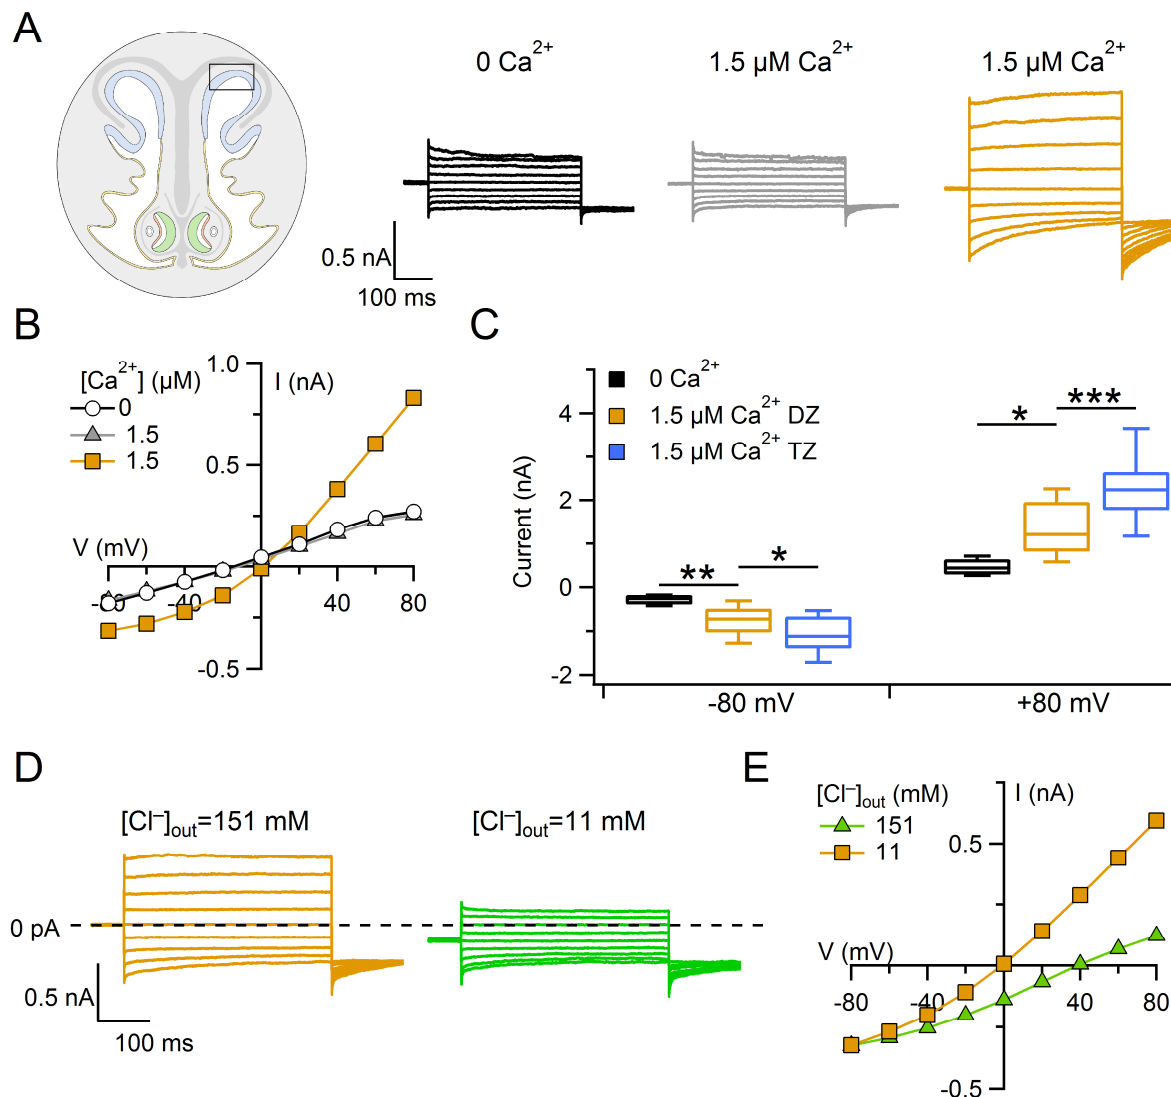 A
0 Ca2+
1.5 µM Ca2+
1.5 µM Ca2+
0.5 nA
100 ms
B
[Ca2+] (µM)
0
1.5
1.5
1.0
I (nA)
0.5
V (mV)
-80
-40
40
80
-0.5
C
0 Ca2+
1.5 µM Ca2+ DZ
1.5 µM Ca2+ TZ
Current (nA)
4
2
0
-2
**
*
*
***
-80 mV
+80 mV
D
[Cl–]out=151 mM
[Cl–]out=11 mM
0 pA
0.5 nA
100 ms
E
[Cl–]out (mM)
151
11
I (nA)
0.5
V (mV)
-80
-40
40
80
-0.5